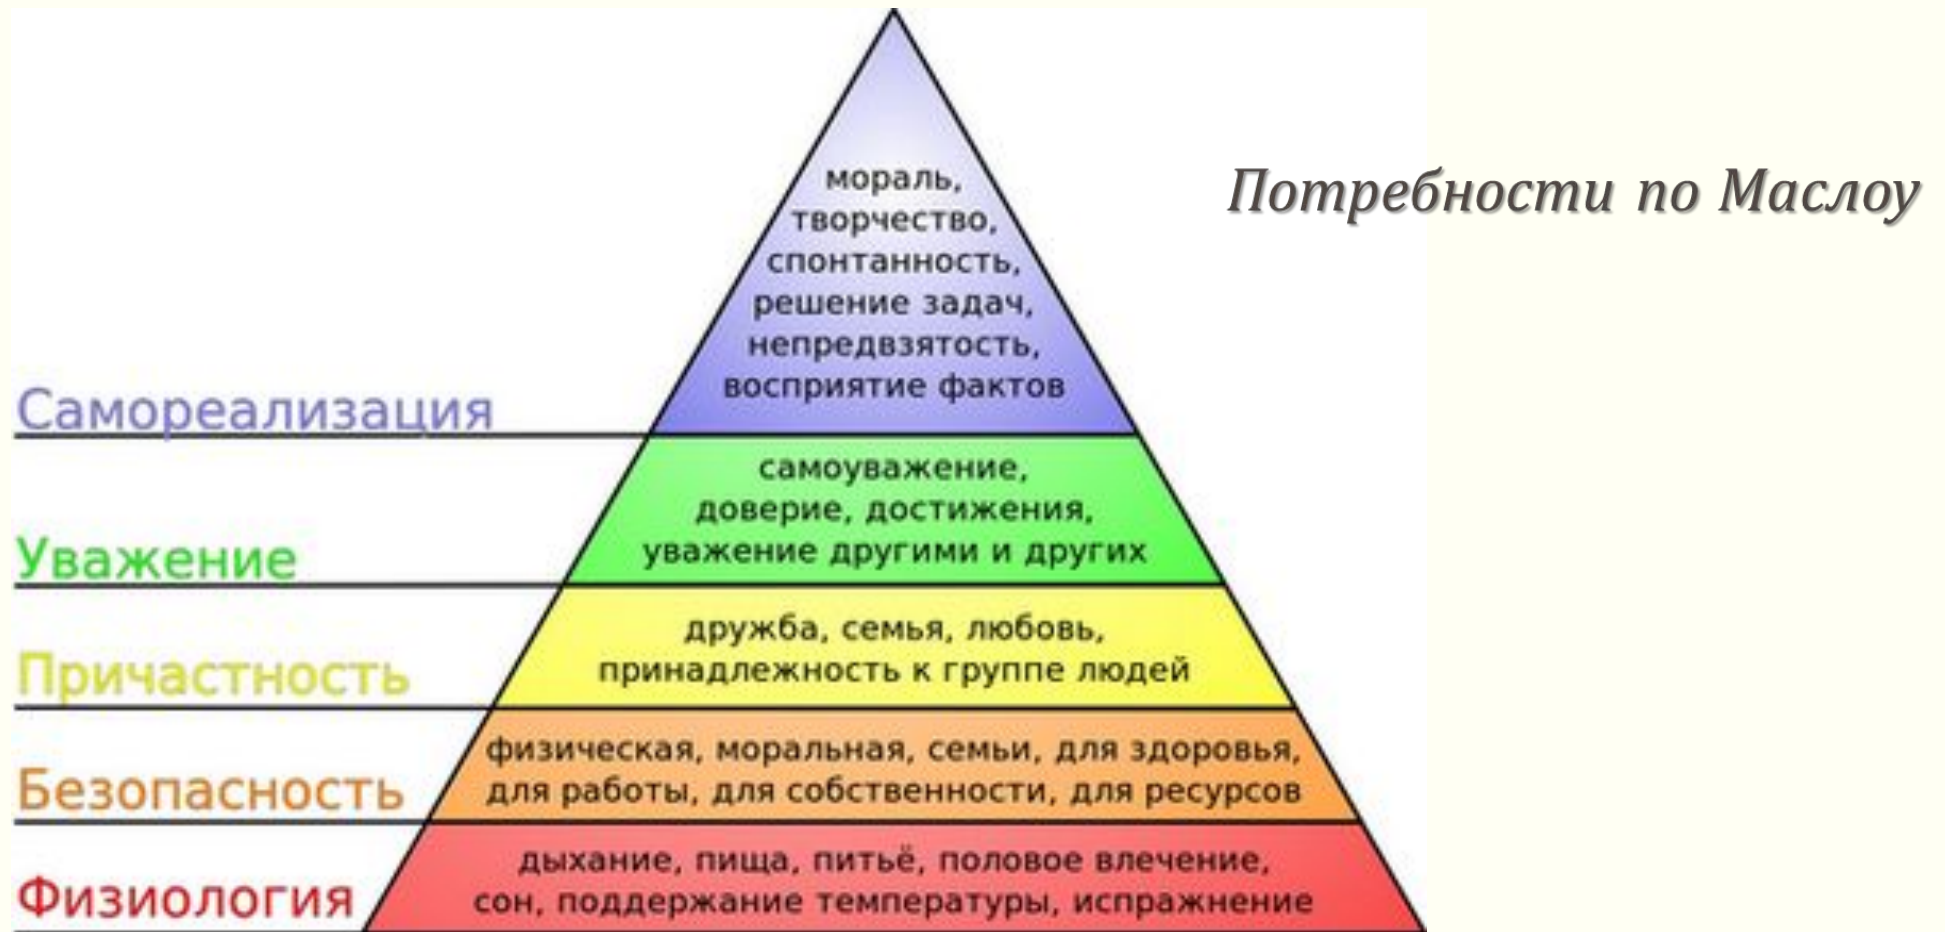 Потребности по Маслоу
мораль,
творчество,
спонтанность,
решение задач,
непредвзятость,
восприятие фактов
Самореализация
самоуважение,
доверие, достижения,
уважение другими и других
Уважение
дружба, семья, любовь,
принадлежность к группе людей
Причастность
физическая, моральная, семьи, для здоровья,
для работы, для собственности, для ресурсов
Безопасность
дыхание, пища, питьё, половое влечение,
сон, поддержание температуры, испражнение
Физиология